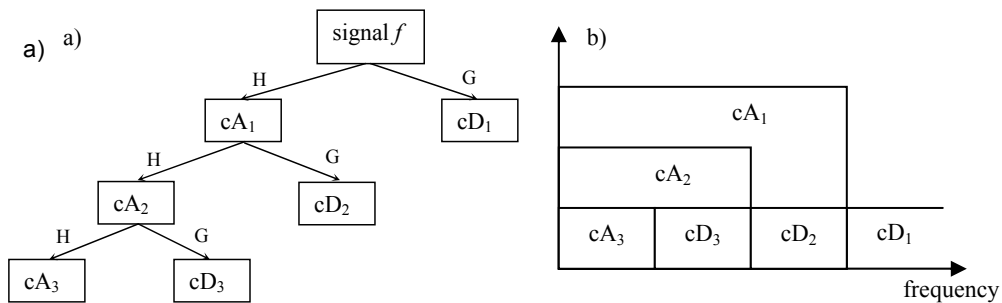 a) a)
signal f
H G
cA₁ cD₁
H G
cA₂ cD₂
H G
cA₃ cD₃
b)
cA₁
cA₂
cA₃ cD₃ cD₂ cD₁
frequency